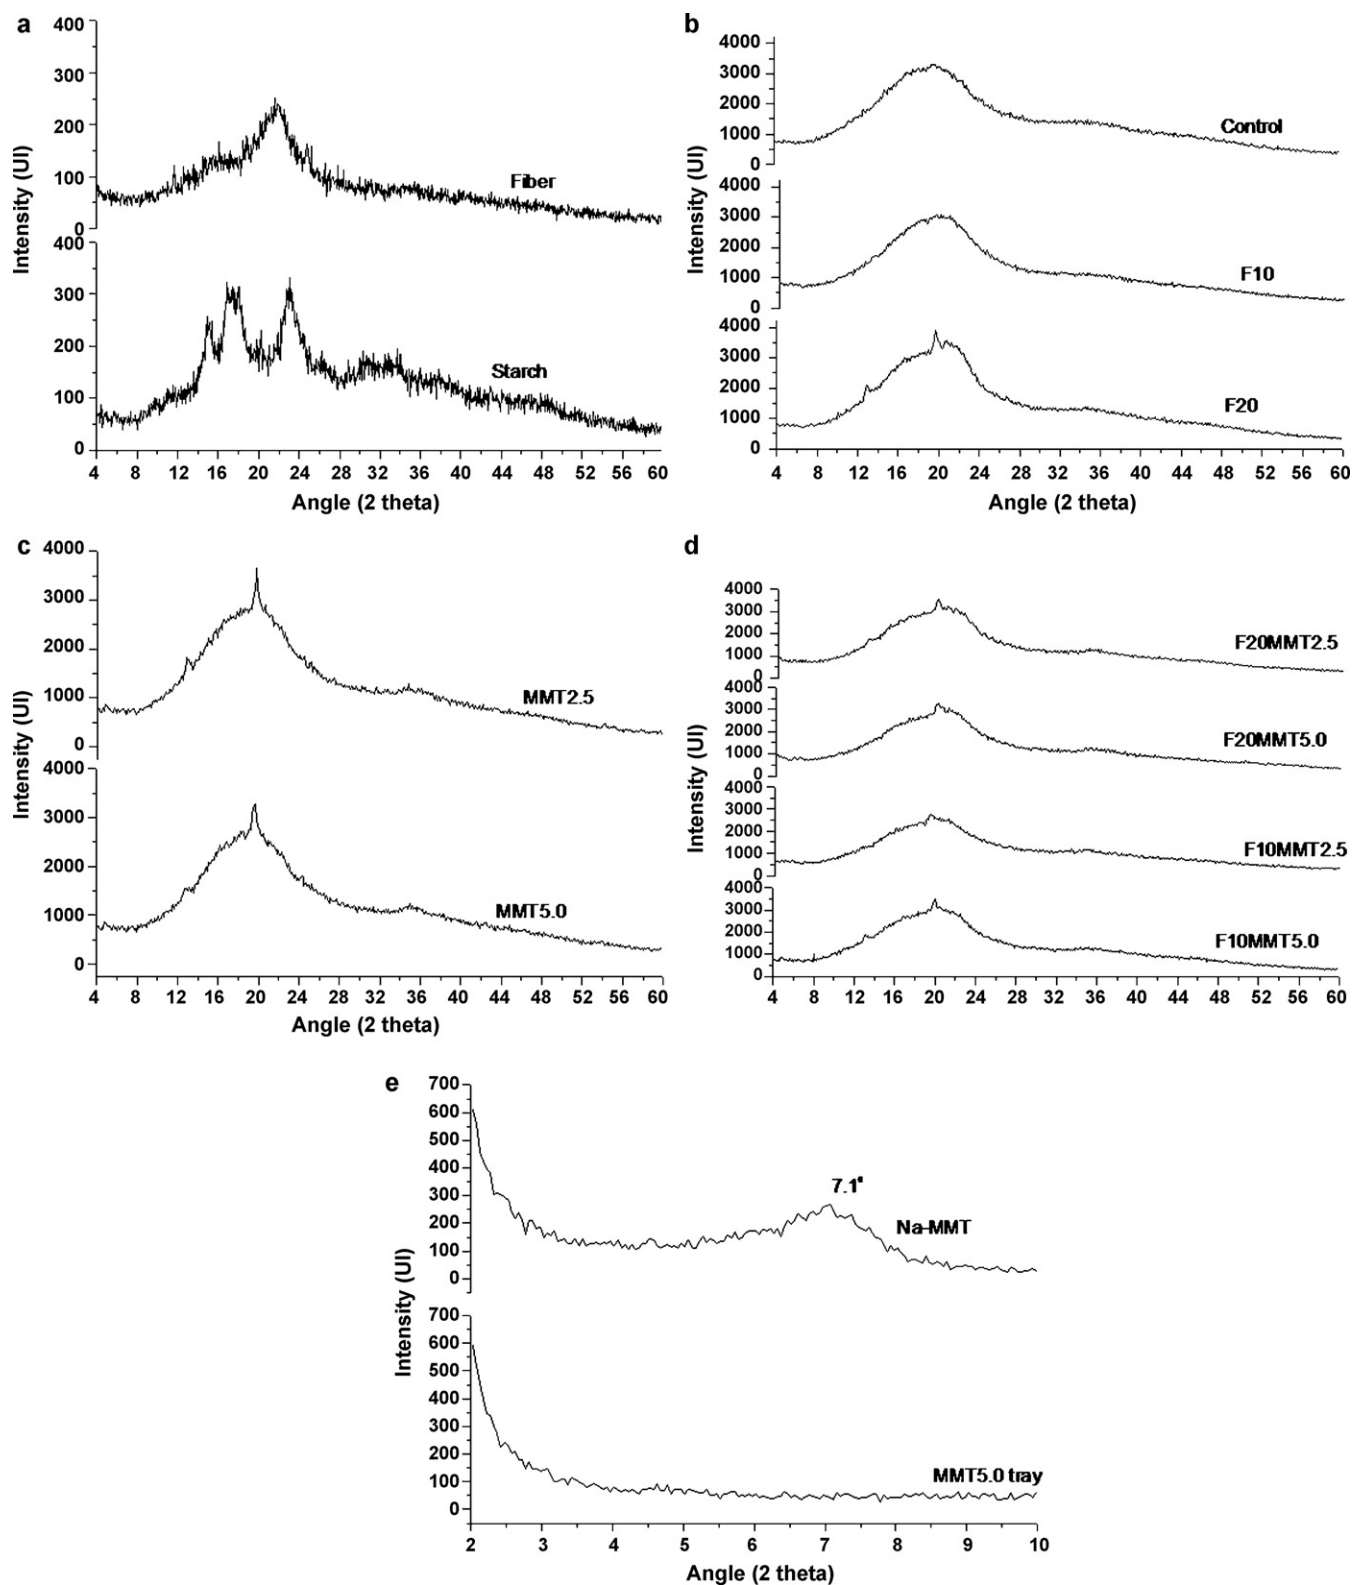 a
400
300
200
100
0
Fiber
400
300
200
100
0
Starch
4 8 12 16 20 24 28 32 36 40 44 48 52 56 60
Angle (2 theta)
Intensity (UI)
b
4000
3000
2000
1000
0
Control
4000
3000
2000
1000
0
F10
4000
3000
2000
1000
0
F20
4 8 12 16 20 24 28 32 36 40 44 48 52 56 60
Angle (2 theta)
Intensity (UI)
c
4000
3000
2000
1000
0
MMT2.5
4000
3000
2000
1000
0
MMT5.0
4 8 12 16 20 24 28 32 36 40 44 48 52 56 60
Angle (2 theta)
Intensity (UI)
d
4000
3000
2000
1000
0
F20MMT2.5
4000
3000
2000
1000
0
F20MMT5.0
4000
3000
2000
1000
0
F10MMT2.5
4000
3000
2000
1000
0
F10MMT5.0
4 8 12 16 20 24 28 32 36 40 44 48 52 56 60
Angle (2 theta)
Intensity (UI)
e
700
600
500
400
300
200
100
0
7.1°
Na-MMT
700
600
500
400
300
200
100
0
MMT5.0 tray
2 3 4 5 6 7 8 9 10
Angle (2 theta)
Intensity (UI)